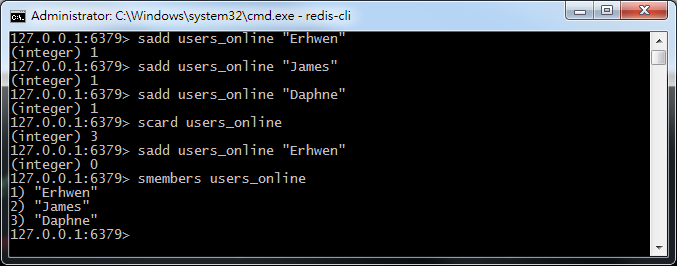 Administrator: C:\Windows\system32\cmd.exe - redis-cli
127.0.0.1:6379> sadd users_online "Erhwen"
(integer) 1
127.0.0.1:6379> sadd users_online "James"
(integer) 1
127.0.0.1:6379> sadd users_online "Daphne"
(integer) 1
127.0.0.1:6379> scard users_online
(integer) 3
127.0.0.1:6379> sadd users_online "Erhwen"
(integer) 0
127.0.0.1:6379> smembers users_online
1) "Erhwen"
2) "James"
3) "Daphne"
127.0.0.1:6379>